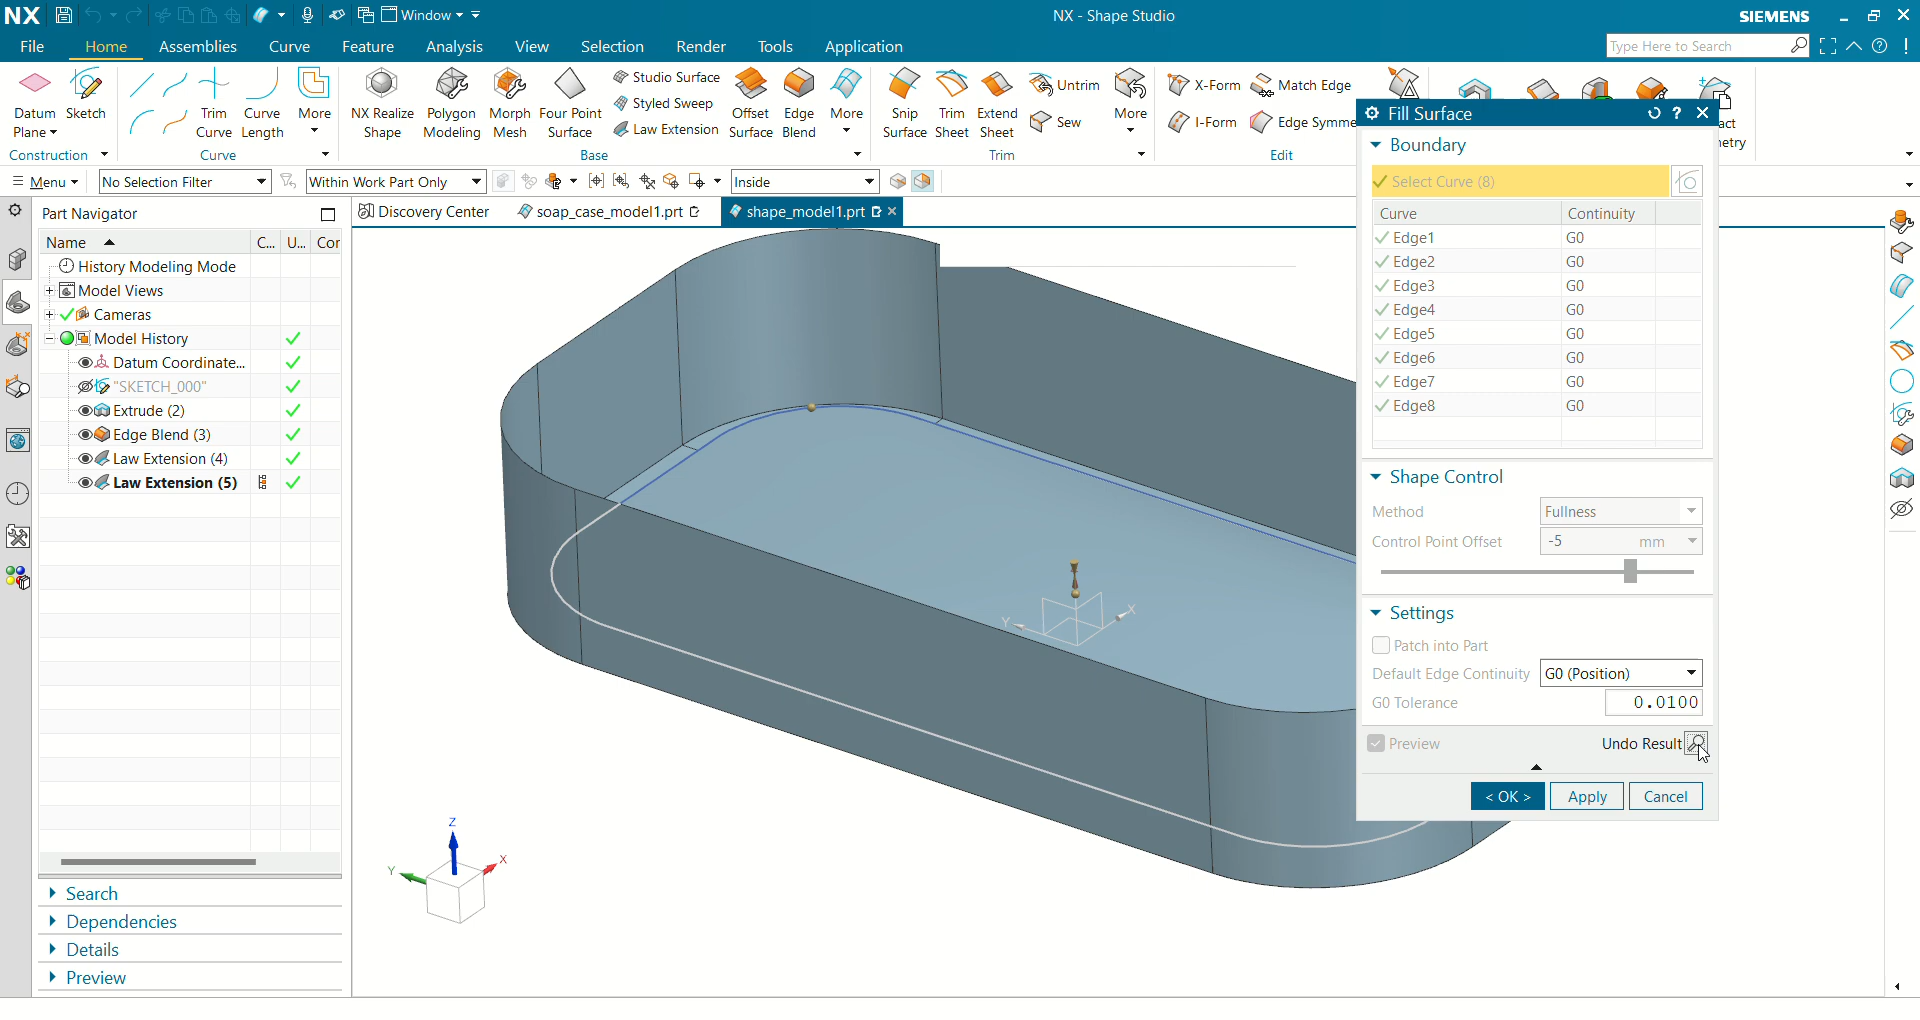 NX Window NX - Shape Studio SIEMENS
File Home Assemblies Curve Feature Analysis View Selection Render Tools Application Type Here to Search
Datum Plane
Sketch
Trim Curve
Curve Length
More
NX Realize Shape
Polygon Modeling
Morph Mesh
Four Point Surface
Studio Surface
Styled Sweep
Law Extension
Offset Surface
Edge Blend
More
Snip Surface
Trim Sheet
Extend Sheet
Untrim
Sew
More
X-Form
I-Form
Match Edge
Edge Symme
act
metry
Construction Curve Base Trim Edit
Menu No Selection Filter Within Work Part Only Inside
Part Navigator
Discovery Center soap_case_model1.prt shape_model1.prt
Name C... U... Cor
History Modeling Mode
Model Views
Cameras
Model History
Datum Coordinate...
"SKETCH_000"
Extrude (2)
Edge Blend (3)
Law Extension (4)
Law Extension (5)
Search
Dependencies
Details
Preview
Y X
Z
Y X
Fill Surface
Boundary
Select Curve (8)
Curve Continuity
Edge1 G0
Edge2 G0
Edge3 G0
Edge4 G0
Edge5 G0
Edge6 G0
Edge7 G0
Edge8 G0
Shape Control
Method Fullness
Control Point Offset -5 mm
Settings
Patch into Part
Default Edge Continuity G0 (Position)
G0 Tolerance 0.0100
Preview Undo Result
< OK > Apply Cancel